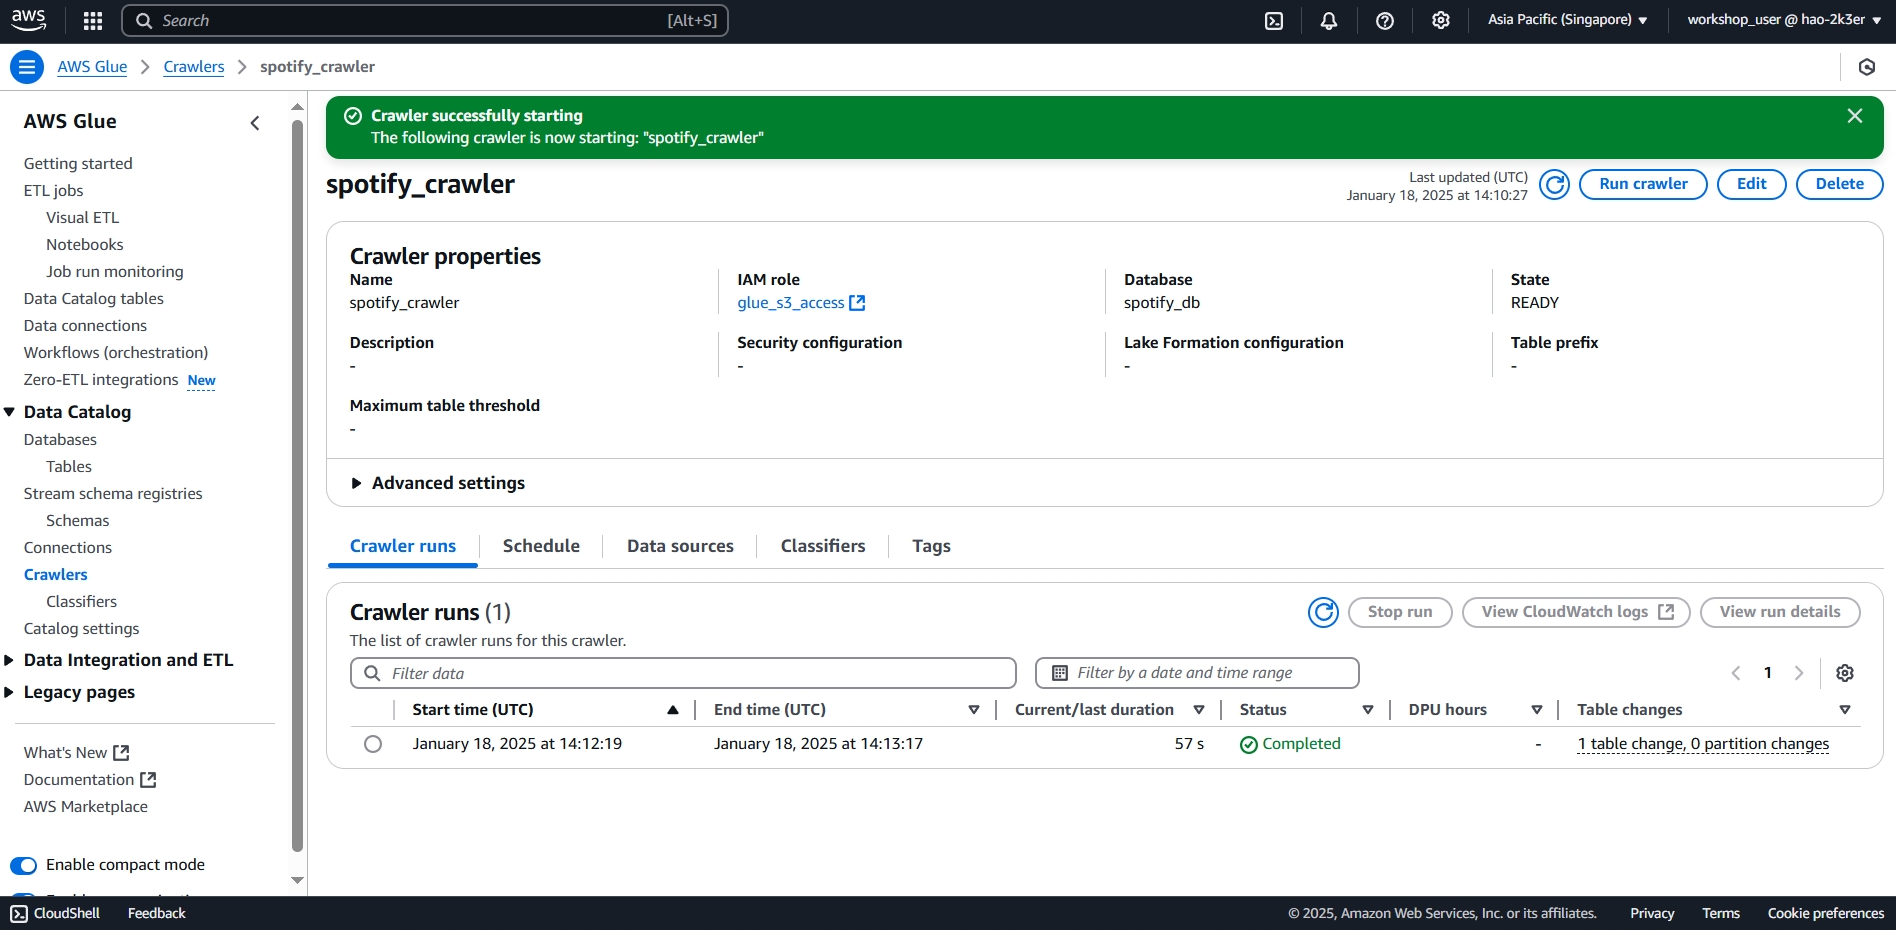 aws
Search [Alt+S]
Asia Pacific (Singapore)
workshop_user @ hao-2k3er
AWS Glue
Crawlers
spotify_crawler
AWS Glue
Getting started
ETL jobs
Visual ETL
Notebooks
Job run monitoring
Data Catalog tables
Data connections
Workflows (orchestration)
Zero-ETL integrations New
Data Catalog
Databases
Tables
Stream schema registries
Schemas
Connections
Crawlers
Classifiers
Catalog settings
Data Integration and ETL
Legacy pages
What's New
Documentation
AWS Marketplace
Enable compact mode
Crawler successfully starting
The following crawler is now starting: "spotify_crawler"
spotify_crawler
Last updated (UTC)
January 18, 2025 at 14:10:27
Run crawler
Edit
Delete
Crawler properties
Name
spotify_crawler
IAM role
glue_s3_access
Database
spotify_db
State
READY
Description
-
Security configuration
-
Lake Formation configuration
-
Table prefix
-
Maximum table threshold
-
Advanced settings
Crawler runs
Schedule
Data sources
Classifiers
Tags
Crawler runs (1)
The list of crawler runs for this crawler.
Stop run
View CloudWatch logs
View run details
Filter data
Filter by a date and time range
1
Start time (UTC) End time (UTC) Current/last duration Status DPU hours Table changes
January 18, 2025 at 14:12:19 January 18, 2025 at 14:13:17 57 s Completed - 1 table change, 0 partition changes
CloudShell
Feedback
© 2025, Amazon Web Services, Inc. or its affiliates.
Privacy
Terms
Cookie preferences